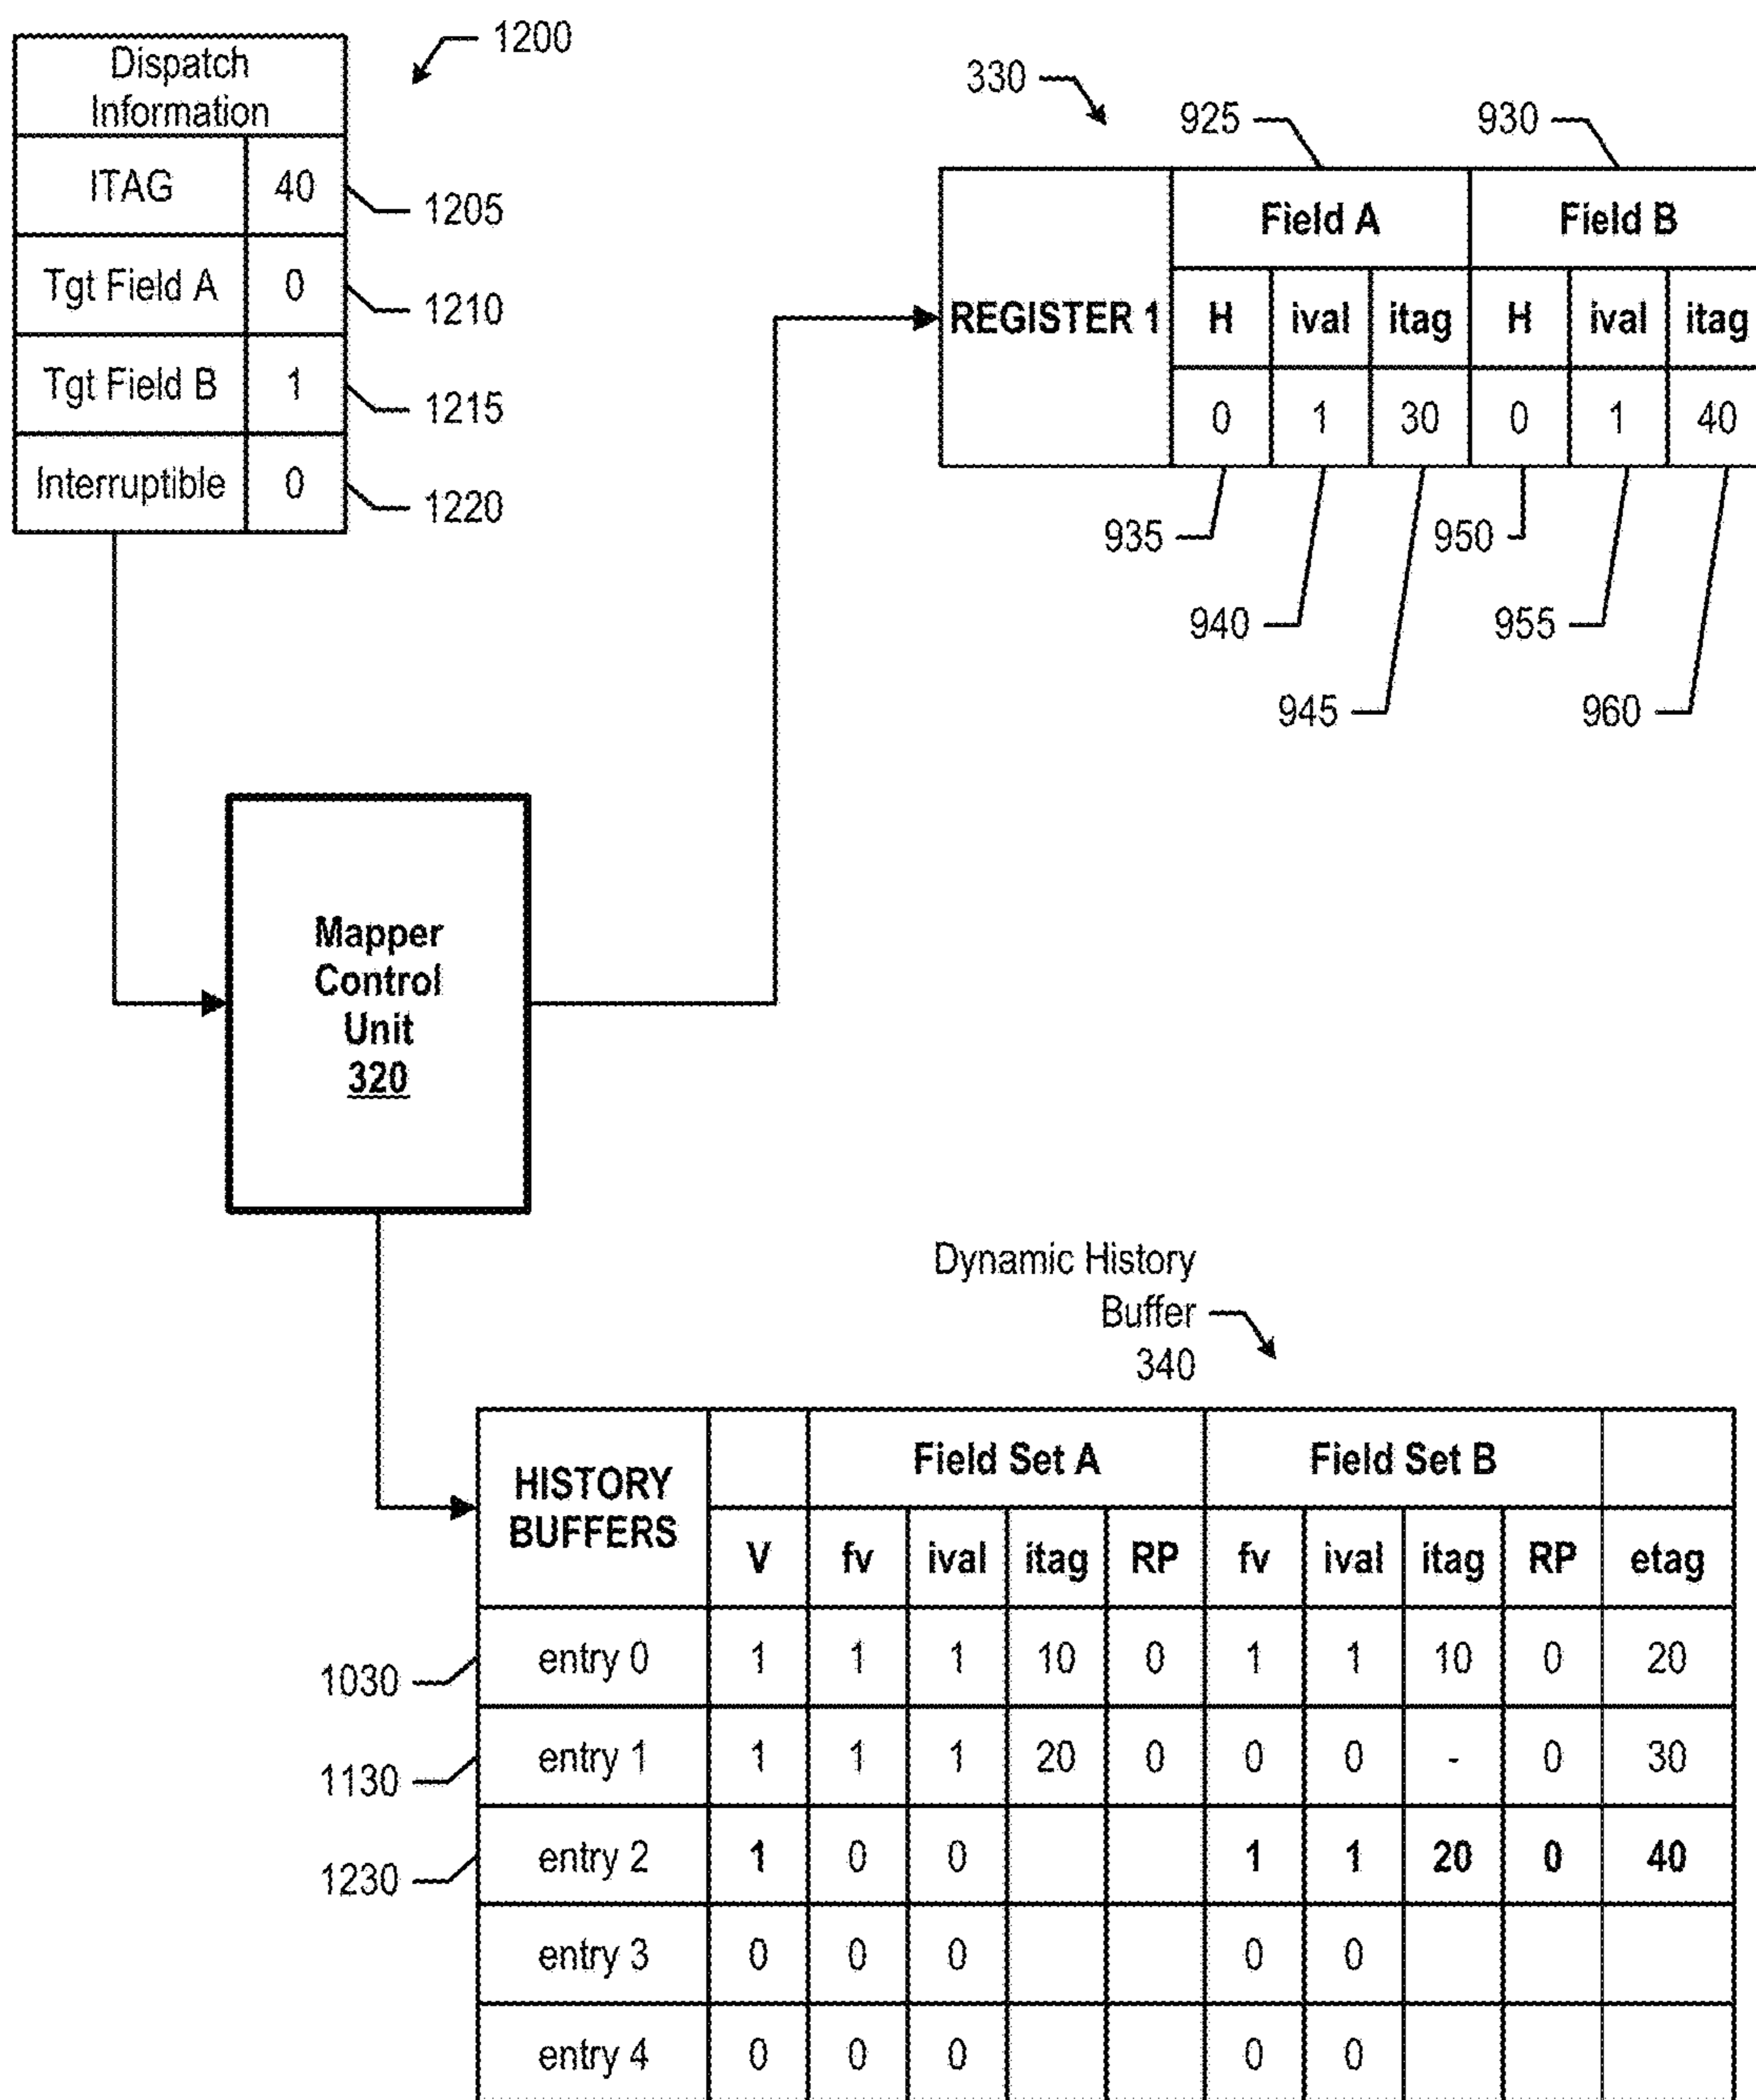 1200
Dispatch
Information
ITAG 40
1205
Tgt Field A 0
1210
Tgt Field B 1
1215
Interruptible 0
1220
330
925
930
REGISTER 1
Field A Field B
H ival itag H ival itag
0 1 30 0 1 40
935
950
940
955
945
960
Mapper
Control
Unit
320
Dynamic History
Buffer
340
HISTORY
BUFFERS
Field Set A Field Set B
V fv ival itag RP fv ival itag RP etag
1030
entry 0 1 1 1 10 0 1 1 10 0 20
1130
entry 1 1 1 1 20 0 0 0 - 0 30
1230
entry 2 1 0 0 1 1 20 0 40
entry 3 0 0 0 0 0
entry 4 0 0 0 0 0